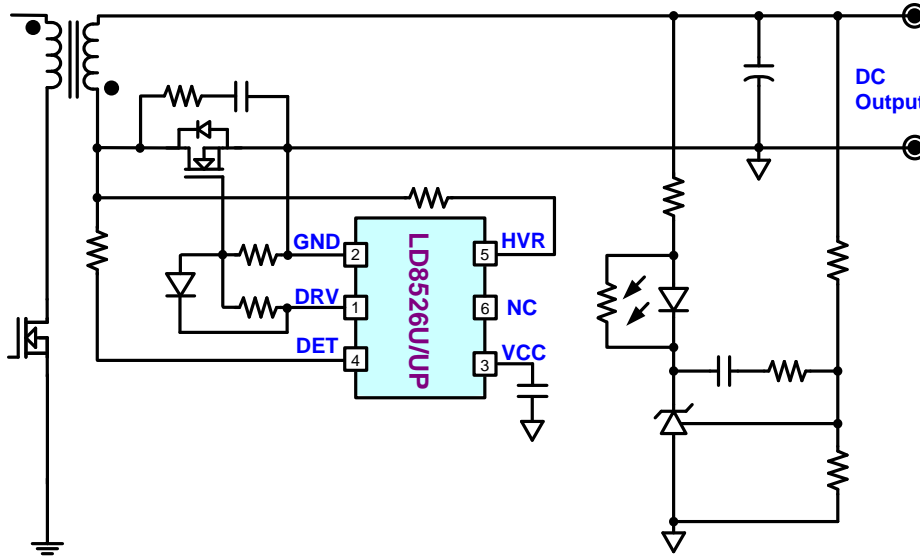 DC
Output
GND
2
LD8526U/UP
5
HVR
DRV
1
6
NC
DET
4
3
VCC